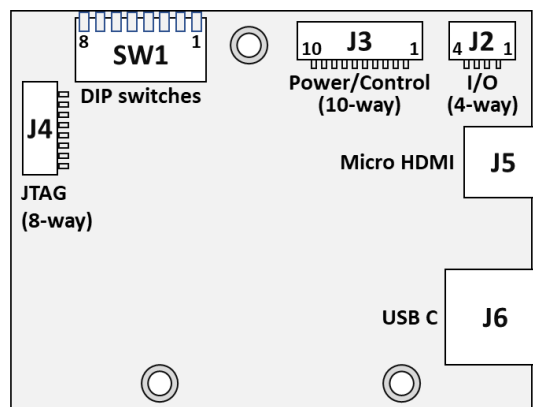 8 1
SW1
DIP switches
10 J3 1
Power/Control
(10-way)
4 J2 1
I/O
(4-way)
J4
JTAG
(8-way)
Micro HDMI
J5
USB C
J6